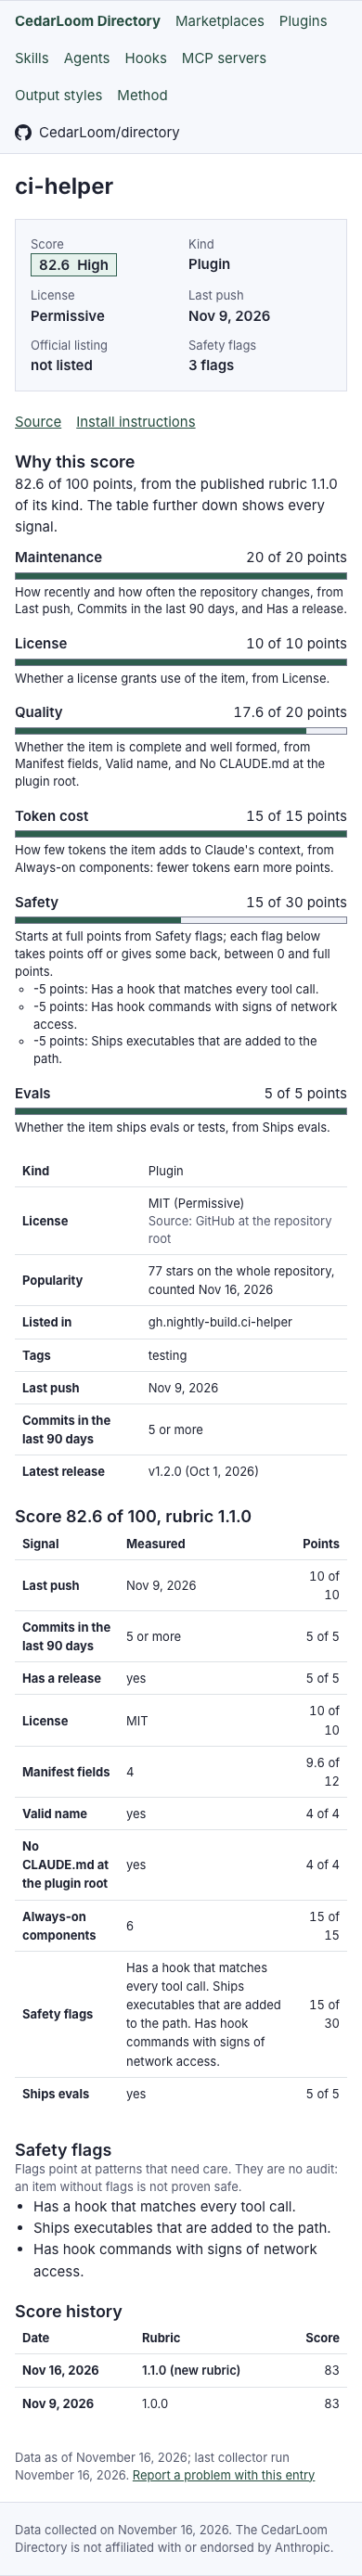 CedarLoom Directory Marketplaces Plugins
Skills Agents Hooks MCP servers
Output styles Method
CedarLoom/directory
ci-helper
Score Kind
82.6 High Plugin
License Last push
Permissive Nov 9, 2026
Official listing Safety flags
not listed 3 flags
Source Install instructions
Why this score
82.6 of 100 points, from the published rubric 1.1.0
of its kind. The table further down shows every
signal.
Maintenance 20 of 20 points
How recently and how often the repository changes, from
Last push, Commits in the last 90 days, and Has a release.
License 10 of 10 points
Whether a license grants use of the item, from License.
Quality 17.6 of 20 points
Whether the item is complete and well formed, from
Manifest fields, Valid name, and No CLAUDE.md at the
plugin root.
Token cost 15 of 15 points
How few tokens the item adds to Claude's context, from
Always-on components: fewer tokens earn more points.
Safety 15 of 30 points
Starts at full points from Safety flags; each flag below
takes points off or gives some back, between 0 and full
points.
-5 points: Has a hook that matches every tool call.
-5 points: Has hook commands with signs of network
access.
-5 points: Ships executables that are added to the
path.
Evals 5 of 5 points
Whether the item ships evals or tests, from Ships evals.
Kind Plugin
License MIT (Permissive)
Source: GitHub at the repository
root
Popularity 77 stars on the whole repository,
counted Nov 16, 2026
Listed in gh.nightly-build.ci-helper
Tags testing
Last push Nov 9, 2026
Commits in the
last 90 days 5 or more
Latest release v1.2.0 (Oct 1, 2026)
Score 82.6 of 100, rubric 1.1.0
Signal Measured Points
Last push Nov 9, 2026 10 of
10
Commits in the
last 90 days 5 or more 5 of 5
Has a release yes 5 of 5
License MIT 10 of
10
Manifest fields 4 9.6 of
12
Valid name yes 4 of 4
No
CLAUDE.md at
the plugin root yes 4 of 4
Always-on
components 6 15 of
15
Safety flags Has a hook that matches
every tool call. Ships
executables that are added
to the path. Has hook
commands with signs of
network access. 15 of
30
Ships evals yes 5 of 5
Safety flags
Flags point at patterns that need care. They are no audit:
an item without flags is not proven safe.
Has a hook that matches every tool call.
Ships executables that are added to the path.
Has hook commands with signs of network
access.
Score history
Date Rubric Score
Nov 16, 2026 1.1.0 (new rubric) 83
Nov 9, 2026 1.0.0 83
Data as of November 16, 2026; last collector run
November 16, 2026. Report a problem with this entry
Data collected on November 16, 2026. The CedarLoom
Directory is not affiliated with or endorsed by Anthropic.